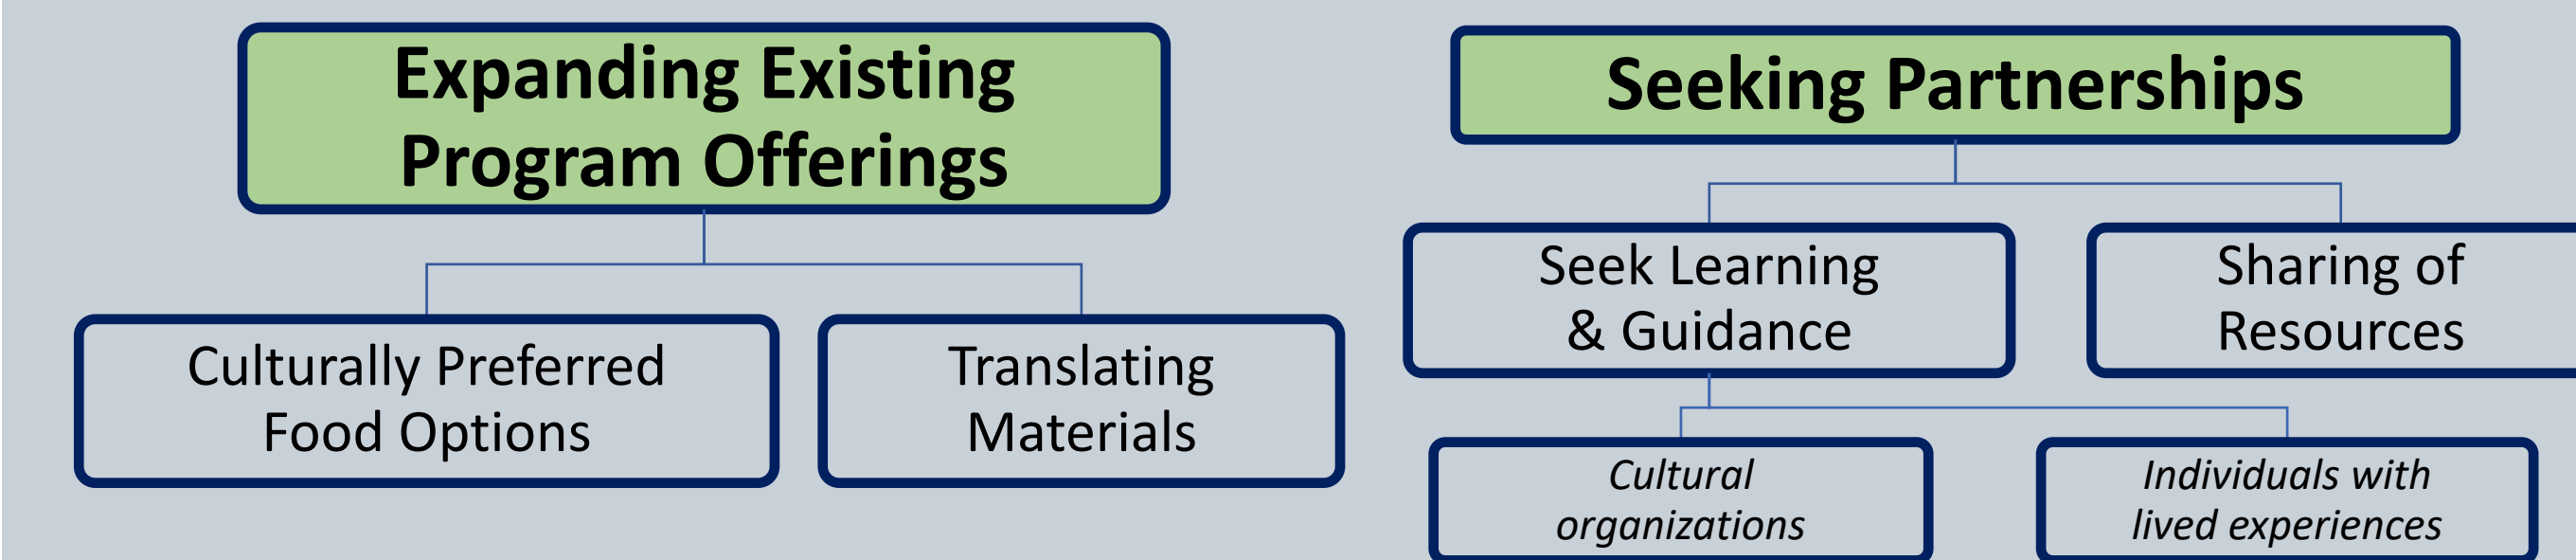 Expanding Existing
Program Offerings
Culturally Preferred
Food Options
Translating
Materials
Seeking Partnerships
Seek Learning
& Guidance
Sharing of
Resources
Cultural
organizations
Individuals with
lived experiences